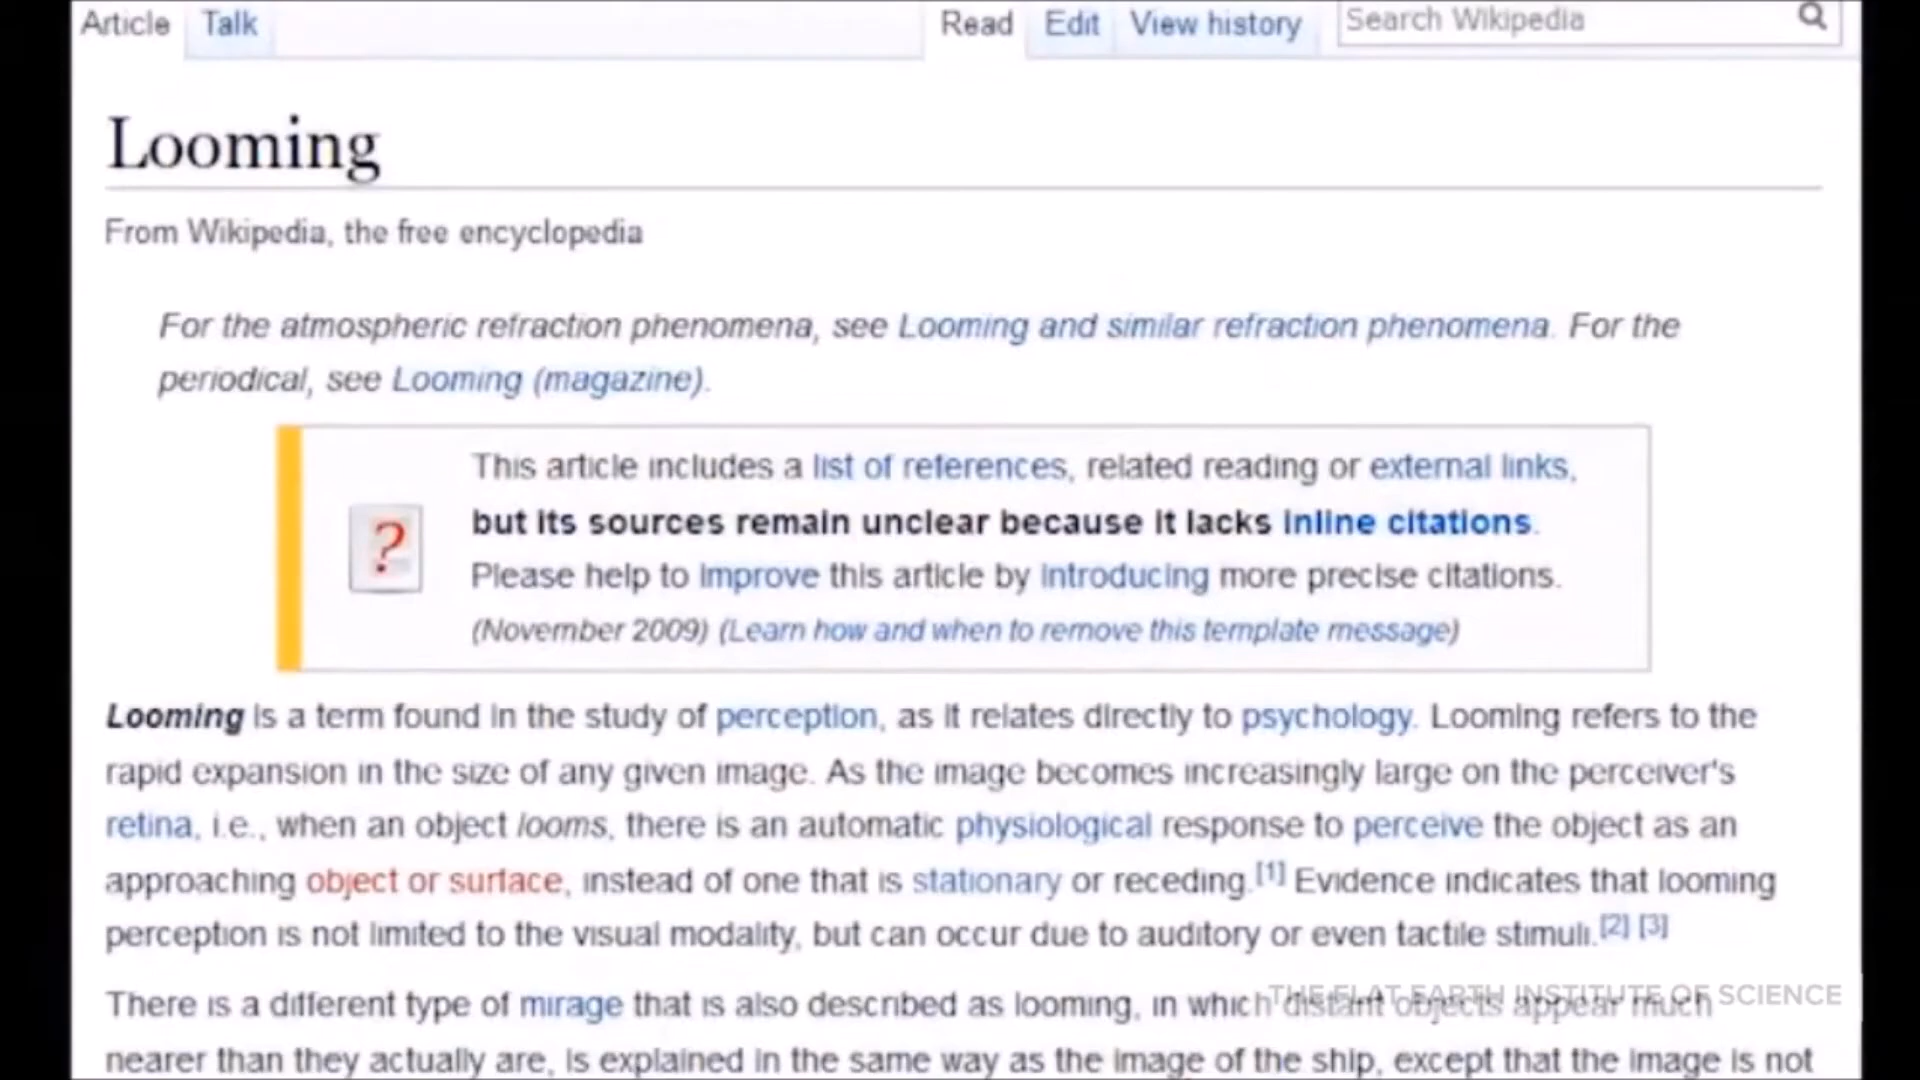 Article Talk Read Edit View history Search Wikipedia
Looming
From Wikipedia, the free encyclopedia
For the atmospheric refraction phenomena, see Looming and similar refraction phenomena. For the
periodical, see Looming (magazine).
This article includes a list of references, related reading or external links,
but its sources remain unclear because it lacks inline citations.
?
Please help to improve this article by introducing more precise citations.
(November 2009) (Learn how and when to remove this template message)
Looming is a term found in the study of perception, as it relates directly to psychology. Looming refers to the
rapid expansion in the size of any given image. As the image becomes increasingly large on the perceiver's
retina, i.e., when an object looms, there is an automatic physiological response to perceive the object as an
approaching object or surface, instead of one that is stationary or receding.[1] Evidence indicates that looming
perception is not limited to the visual modality, but can occur due to auditory or even tactile stimuli.[2] [3]
There is a different type of mirage that is also described as looming, in which distant objects appear much
THE FLAT EARTH INSTITUTE OF SCIENCE
nearer than they actually are, is explained in the same way as the image of the ship, except that the image is not